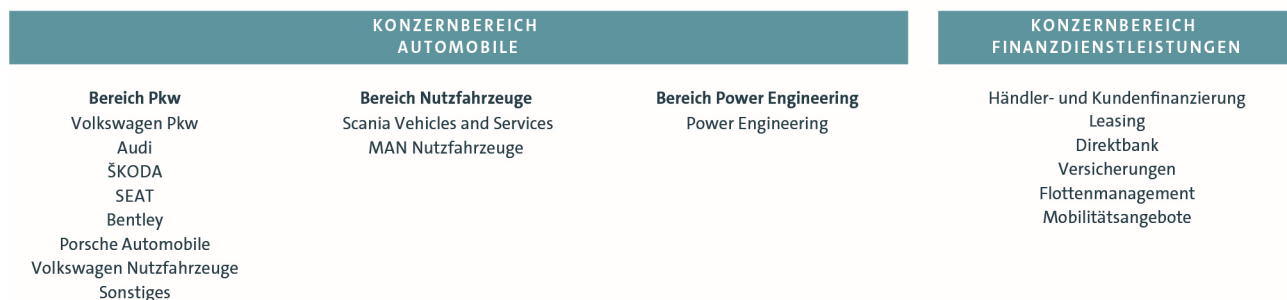 KONZERNBEREICH
AUTOMOBILE
Bereich Pkw
Volkswagen Pkw
Audi
ŠKODA
SEAT
Bentley
Porsche Automobile
Volkswagen Nutzfahrzeuge
Sonstiges
Bereich Nutzfahrzeuge
Scania Vehicles and Services
MAN Nutzfahrzeuge
Bereich Power Engineering
Power Engineering
KONZERNBEREICH
FINANZDIENSTLEISTUNGEN
Händler- und Kundenfinanzierung
Leasing
Direktbank
Versicherungen
Flottenmanagement
Mobilitätsangebote